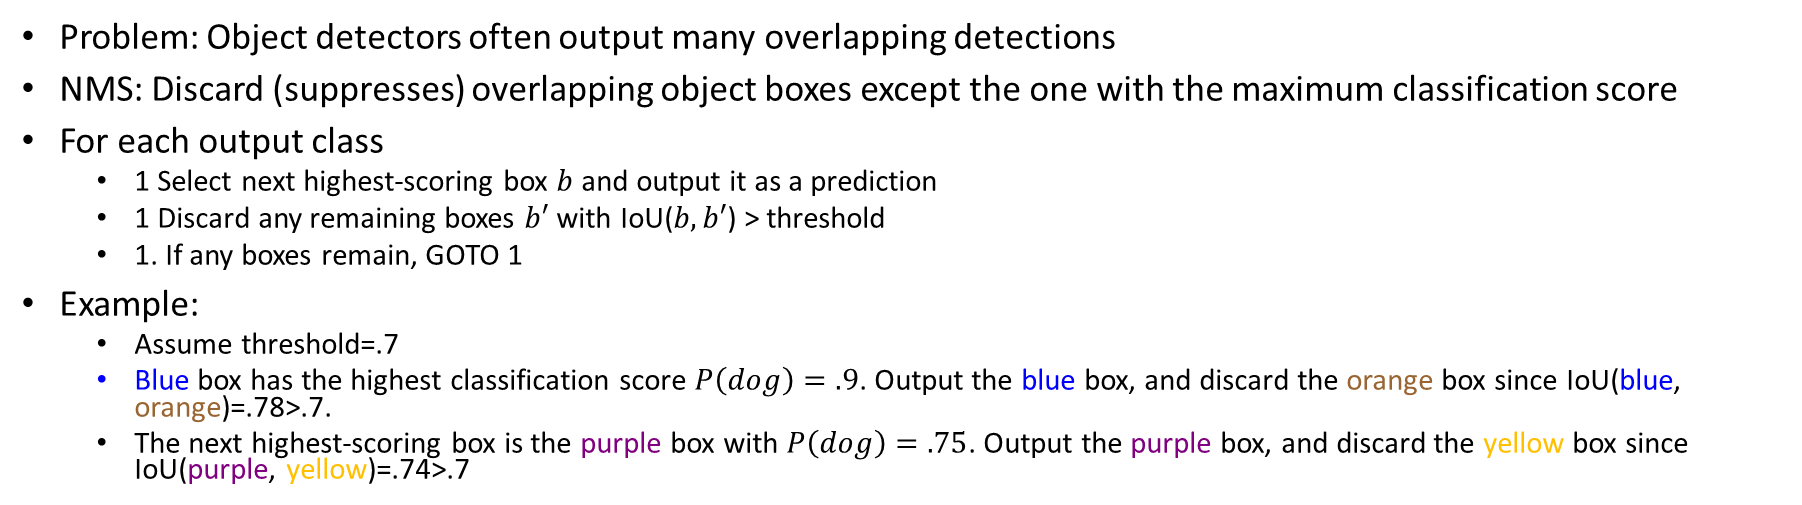 • Problem: Object detectors often output many overlapping detections
• NMS: Discard (suppresses) overlapping object boxes except the one with the maximum classification score
• For each output class
• 1 Select next highest-scoring box b and output it as a prediction
• 1 Discard any remaining boxes b′ with IoU(b, b′) > threshold
• 1. If any boxes remain, GOTO 1
• Example:
• Assume threshold=.7
• Blue box has the highest classification score P(dog) = .9. Output the blue box, and discard the orange box since IoU(blue,
orange)=.78>.7.
• The next highest-scoring box is the purple box with P(dog) = .75. Output the purple box, and discard the yellow box since
IoU(purple, yellow)=.74>.7